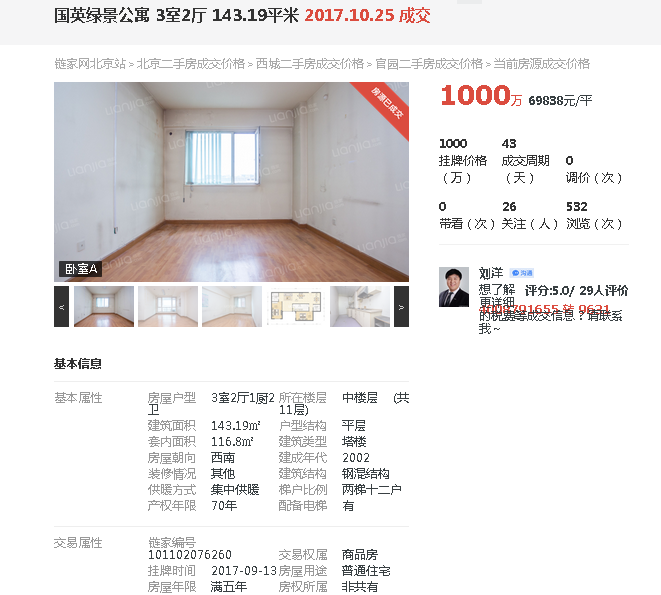 国英绿景公寓 3室2厅 143.19平米 2017.10.25 成交
链家网北京站 > 北京二手房成交价格 > 西城二手房成交价格 > 官园二手房成交价格 > 当前房源成交价格
房源已成交
1000万 69838元/平
1000 43
挂牌价格 成交周期 0
（万） （天） 调价（次）
0 26 532
带看（次） 关注（人） 浏览（次）
卧室A
刘洋 沟通
想了解 评分:5.0/ 29人评价
更详细
的税费等成交信息？请联系
我~
< >
基本信息
基本属性 房屋户型 3室2厅1厨2卫 所在楼层 中楼层 (共11层)
建筑面积 143.19㎡ 户型结构 平层
套内面积 116.8㎡ 建筑类型 塔楼
房屋朝向 西南 建成年代 2002
装修情况 其他 建筑结构 钢混结构
供暖方式 集中供暖 梯户比例 两梯十二户
产权年限 70年 配备电梯 有
交易属性 链家编号
101102076260 交易权属 商品房
挂牌时间 2017-09-13 房屋用途 普通住宅
房屋年限 满五年 房权所属 非共有